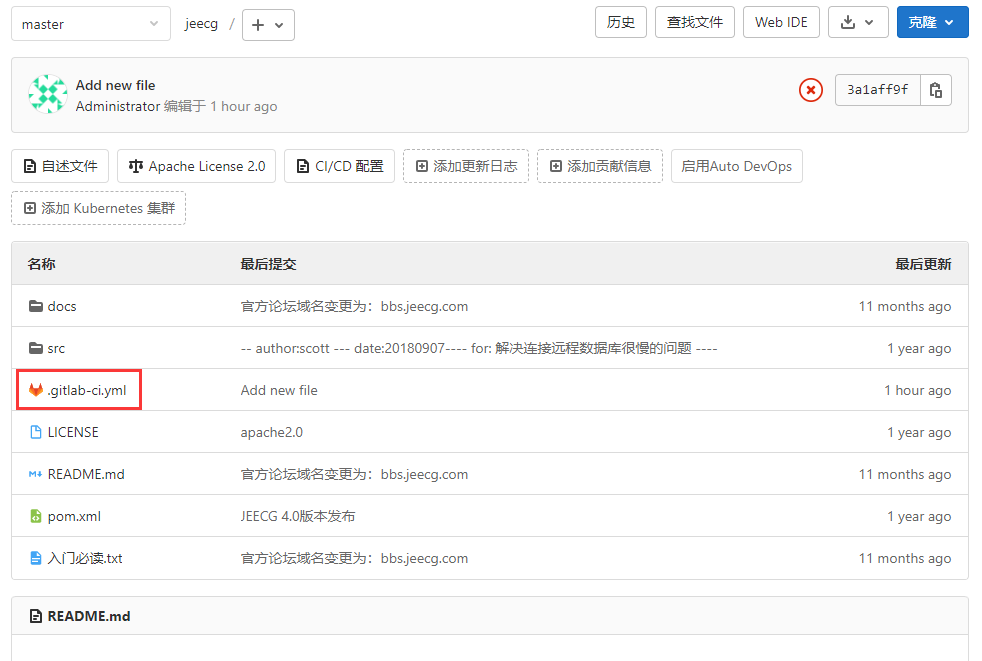 master jeecg / 历史 查找文件 Web IDE 克隆
Add new file
Administrator 编辑于 1 hour ago
3a1aff9f
自述文件 Apache License 2.0 CI/CD 配置 添加更新日志 添加贡献信息 启用Auto DevOps
添加 Kubernetes 集群
名称 最后提交 最后更新
docs 官方论坛域名变更为：bbs.jeecg.com 11 months ago
src -- author:scott --- date:20180907---- for: 解决连接远程数据库很慢的问题 ---- 1 year ago
.gitlab-ci.yml Add new file 1 hour ago
LICENSE apache2.0 1 year ago
README.md 官方论坛域名变更为：bbs.jeecg.com 11 months ago
pom.xml JEECG 4.0版本发布 1 year ago
入门必读.txt 官方论坛域名变更为：bbs.jeecg.com 11 months ago
README.md